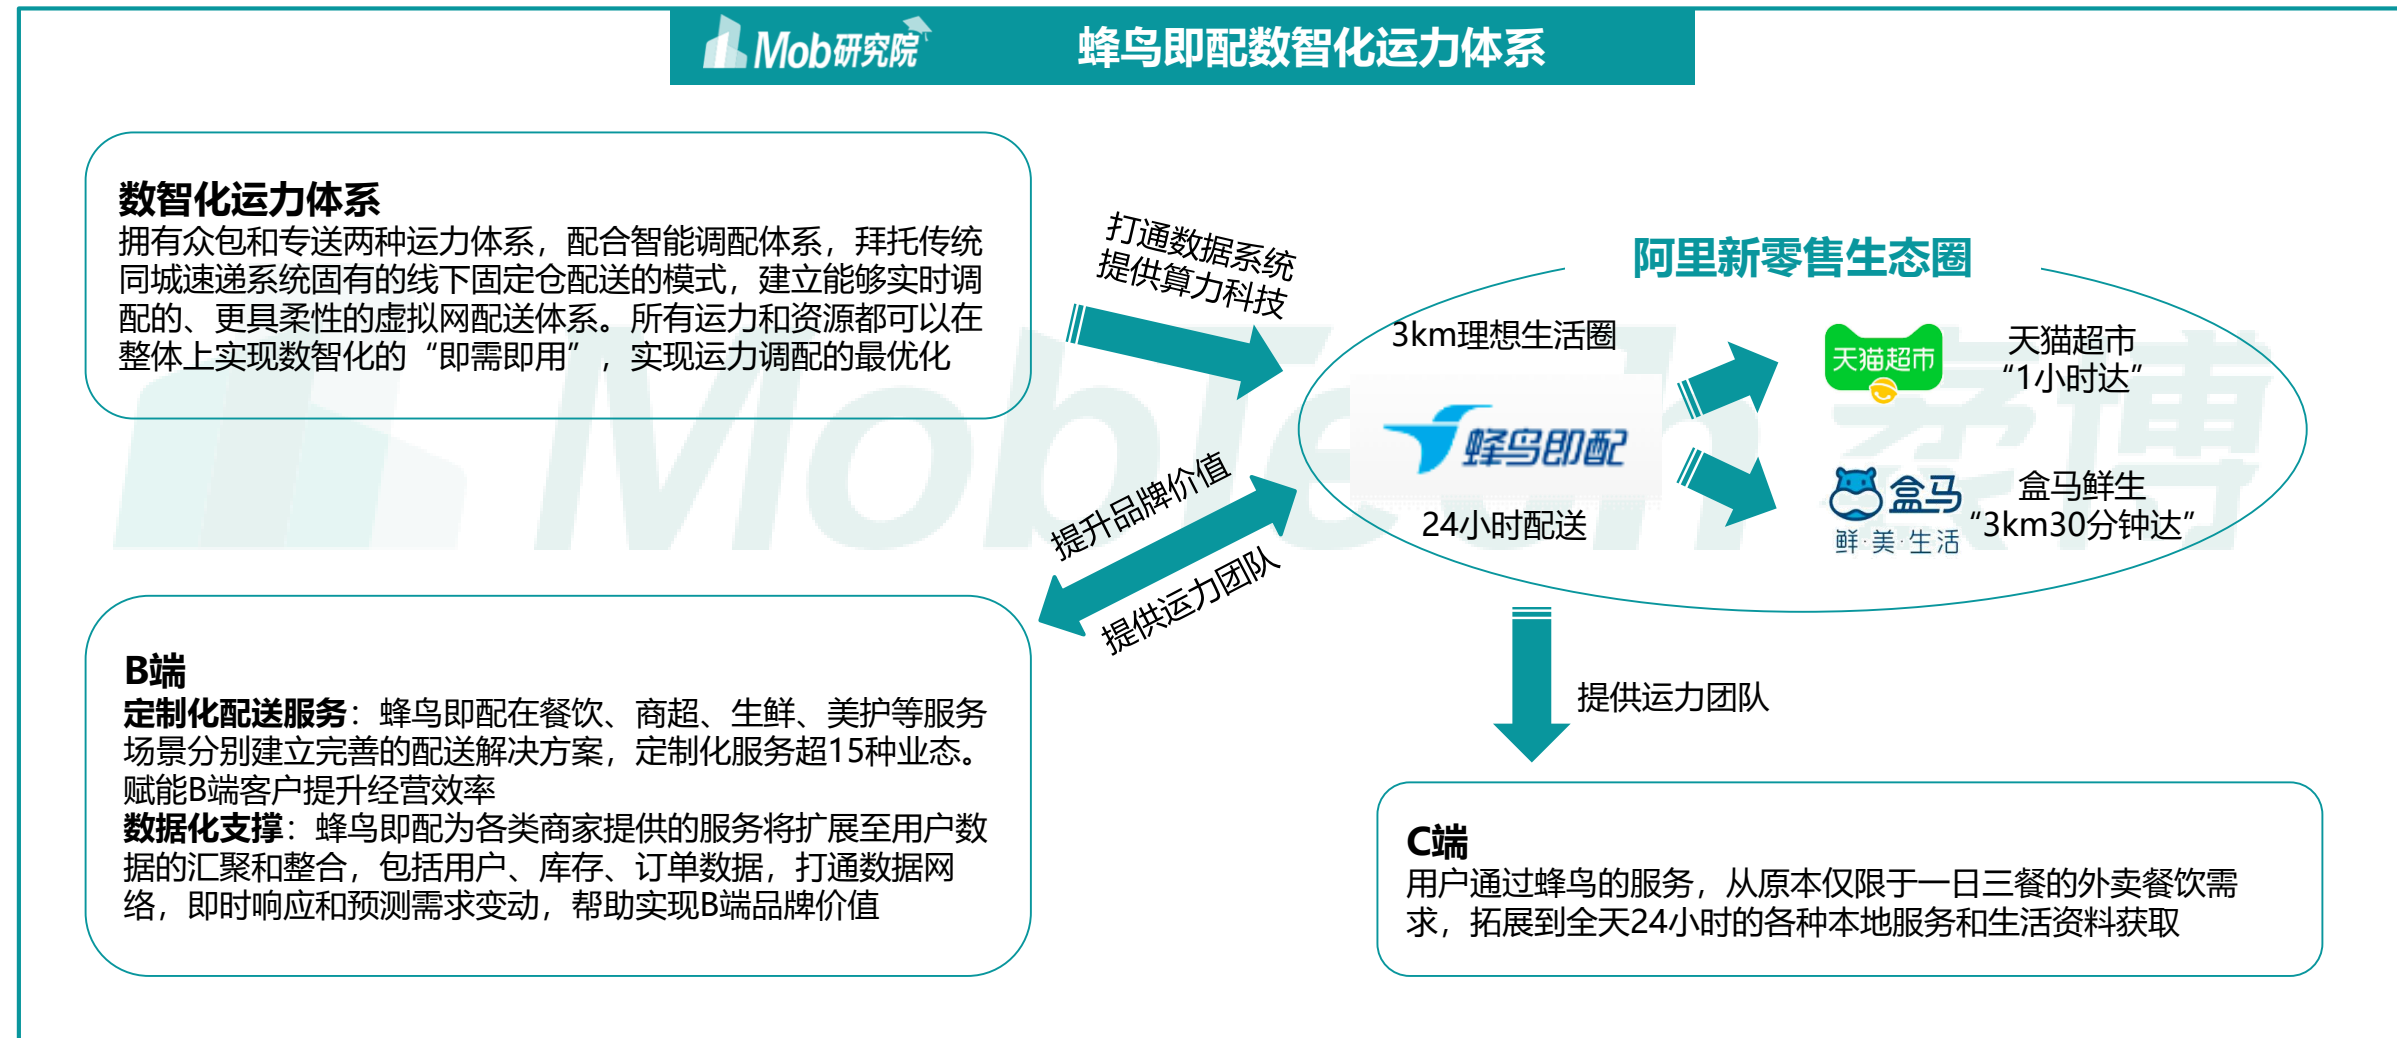 Mob研究院
蜂鸟即配数智化运力体系
数智化运力体系
拥有众包和专送两种运力体系，配合智能调配体系，拜托传统
同城速递系统固有的线下固定仓配送的模式，建立能够实时调
配的、更具柔性的虚拟网配送体系。所有运力和资源都可以在
整体上实现数智化的“即需即用”，实现运力调配的最优化
打通数据系统
提供算力科技
阿里新零售生态圈
3km理想生活圈
蜂鸟即配
24小时配送
天猫超市
天猫超市
“1小时达”
盒马
鲜·美·生活
盒马鲜生
“3km30分钟达”
提升品牌价值
提供运力团队
B端
定制化配送服务：蜂鸟即配在餐饮、商超、生鲜、美护等服务
场景分别建立完善的配送解决方案，定制化服务超15种业态。
赋能B端客户提升经营效率
数据化支撑：蜂鸟即配为各类商家提供的服务将扩展至用户数
据的汇聚和整合，包括用户、库存、订单数据，打通数据网
络，即时响应和预测需求变动，帮助实现B端品牌价值
提供运力团队
C端
用户通过蜂鸟的服务，从原本仅限于一日三餐的外卖餐饮需
求，拓展到全天24小时的各种本地服务和生活资料获取
MobTech 袤博